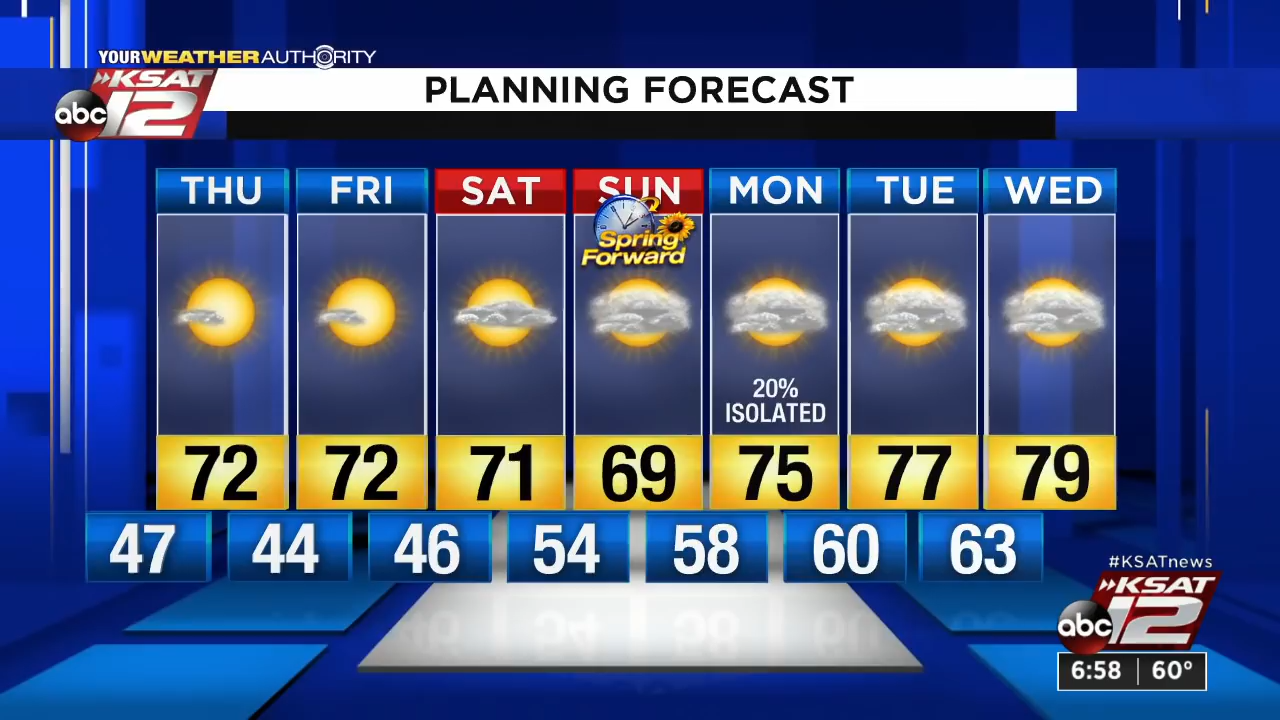 YOURWEATHERAUTHORITY
KSAT
abc 12
PLANNING FORECAST
THU FRI SAT SUN MON TUE WED
Spring
Forward
20%
ISOLATED
72 72 71 69 75 77 79
47 44 46 54 58 60 63
#KSATnews
KSAT
abc 12
6:58 60°